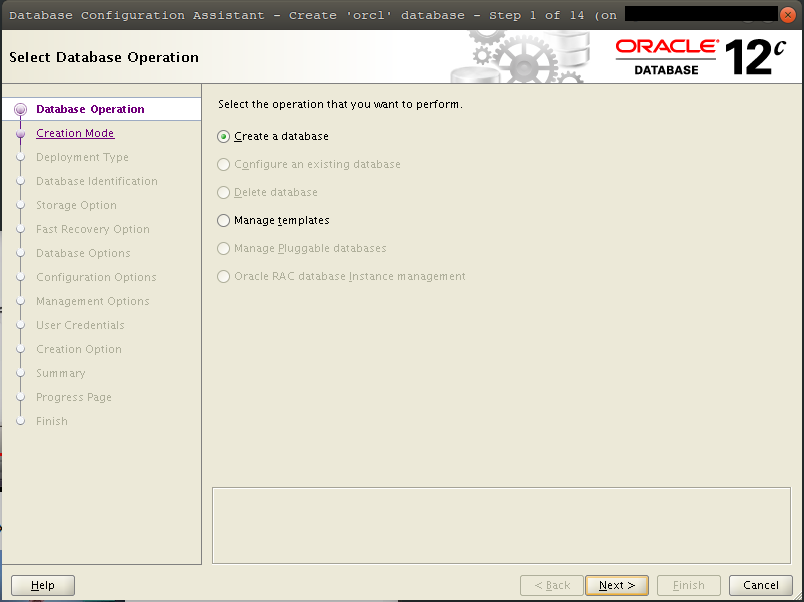 Database Configuration Assistant - Create 'orcl' database - Step 1 of 14 (on
Select Database Operation
ORACLE®
DATABASE
12c
Database Operation
Creation Mode
Deployment Type
Database Identification
Storage Option
Fast Recovery Option
Database Options
Configuration Options
Management Options
User Credentials
Creation Option
Summary
Progress Page
Finish
Select the operation that you want to perform.
Create a database
Configure an existing database
Delete database
Manage templates
Manage Pluggable databases
Oracle RAC database Instance management
Help
< Back
Next >
Finish
Cancel